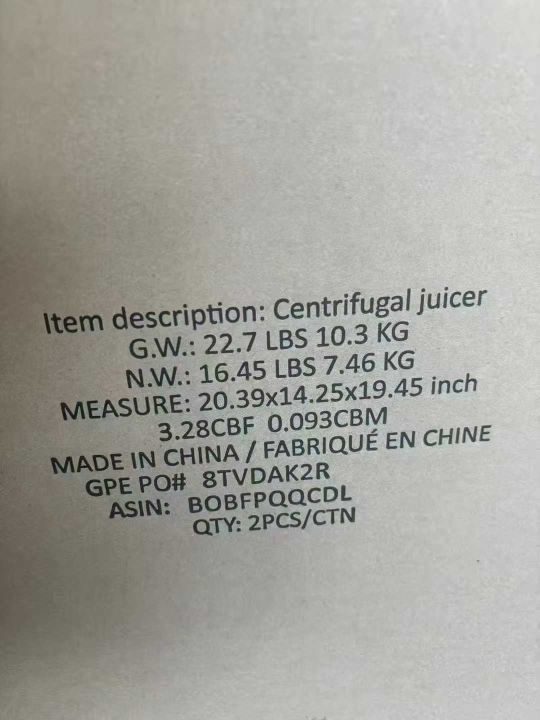 Item description: Centrifugal juicer
G.W.: 22.7 LBS 10.3 KG
N.W.: 16.45 LBS 7.46 KG
MEASURE: 20.39x14.25x19.45 inch
3.28CBF 0.093CBM
MADE IN CHINA / FABRIQUÉ EN CHINE
GPE PO# 8TVDAK2R
ASIN: BOBFPQQCDL
QTY: 2PCS/CTN